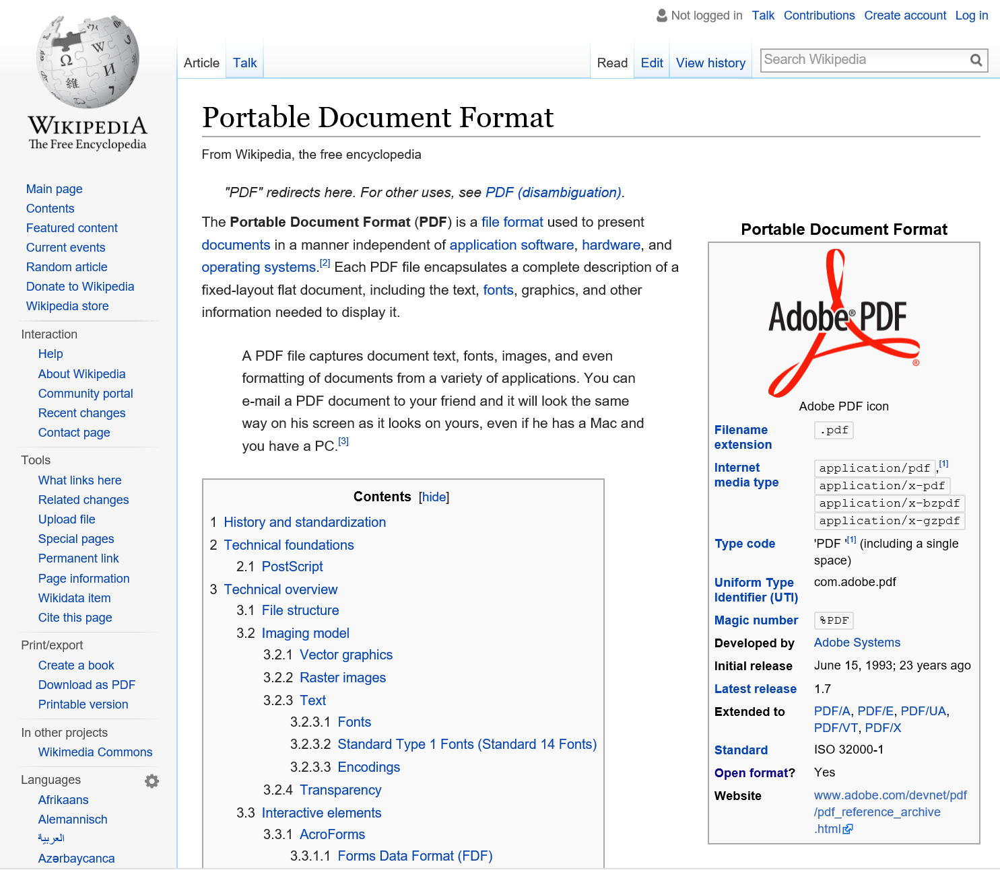 Not logged in Talk Contributions Create account Log in
Article Talk Read Edit View history Search Wikipedia
WIKIPEDIA
The Free Encyclopedia
Main page
Contents
Featured content
Current events
Random article
Donate to Wikipedia
Wikipedia store
Interaction
Help
About Wikipedia
Community portal
Recent changes
Contact page
Tools
What links here
Related changes
Upload file
Special pages
Permanent link
Page information
Wikidata item
Cite this page
Print/export
Create a book
Download as PDF
Printable version
In other projects
Wikimedia Commons
Languages
Afrikaans
Alemannisch
العربية
Azərbaycanca
Portable Document Format
From Wikipedia, the free encyclopedia
"PDF" redirects here. For other uses, see PDF (disambiguation).
The Portable Document Format (PDF) is a file format used to present
documents in a manner independent of application software, hardware, and
operating systems.[2] Each PDF file encapsulates a complete description of a
fixed-layout flat document, including the text, fonts, graphics, and other
information needed to display it.
A PDF file captures document text, fonts, images, and even
formatting of documents from a variety of applications. You can
e-mail a PDF document to your friend and it will look the same
way on his screen as it looks on yours, even if he has a Mac and
you have a PC.[3]
Contents [hide]
1 History and standardization
2 Technical foundations
2.1 PostScript
3 Technical overview
3.1 File structure
3.2 Imaging model
3.2.1 Vector graphics
3.2.2 Raster images
3.2.3 Text
3.2.3.1 Fonts
3.2.3.2 Standard Type 1 Fonts (Standard 14 Fonts)
3.2.3.3 Encodings
3.2.4 Transparency
3.3 Interactive elements
3.3.1 AcroForms
3.3.1.1 Forms Data Format (FDF)
Portable Document Format
Adobe® PDF
®
Adobe PDF icon
Filename .pdf
extension
Internet application/pdf,[1]
media type application/x-pdf
application/x-bzpdf
application/x-gzpdf
Type code 'PDF '[1] (including a single
space)
Uniform Type com.adobe.pdf
Identifier (UTI)
Magic number %PDF
Developed by Adobe Systems
Initial release June 15, 1993; 23 years ago
Latest release 1.7
Extended to PDF/A, PDF/E, PDF/UA,
PDF/VT, PDF/X
Standard ISO 32000-1
Open format? Yes
Website www.adobe.com/devnet/pdf
/pdf_reference_archive
.html